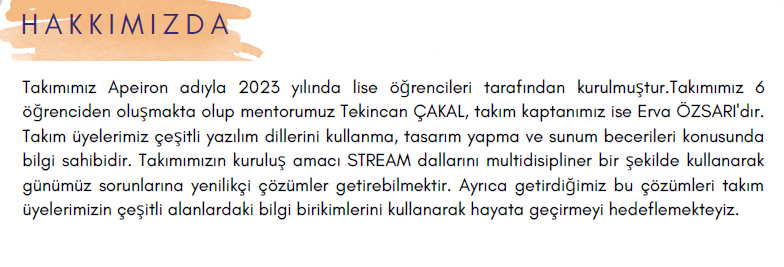 HAKKIMIZDA
Takımımız Apeiron adıyla 2023 yılında lise öğrencileri tarafından kurulmuştur.Takımımız 6
öğrenciden oluşmakta olup mentorumuz Tekincan ÇAKAL, takım kaptanımız ise Erva ÖZSARI'dır.
Takım üyelerimiz çeşitli yazılım dillerini kullanma, tasarım yapma ve sunum becerileri konusunda
bilgi sahibidir. Takımımızın kuruluş amacı STREAM dallarını multidisipliner bir şekilde kullanarak
günümüz sorunlarına yenilikçi çözümler getirebilmektir. Ayrıca getirdiğimiz bu çözümleri takım
üyelerimizin çeşitli alanlardaki bilgi birikimlerini kullanarak hayata geçirmeyi hedeflemekteyiz.